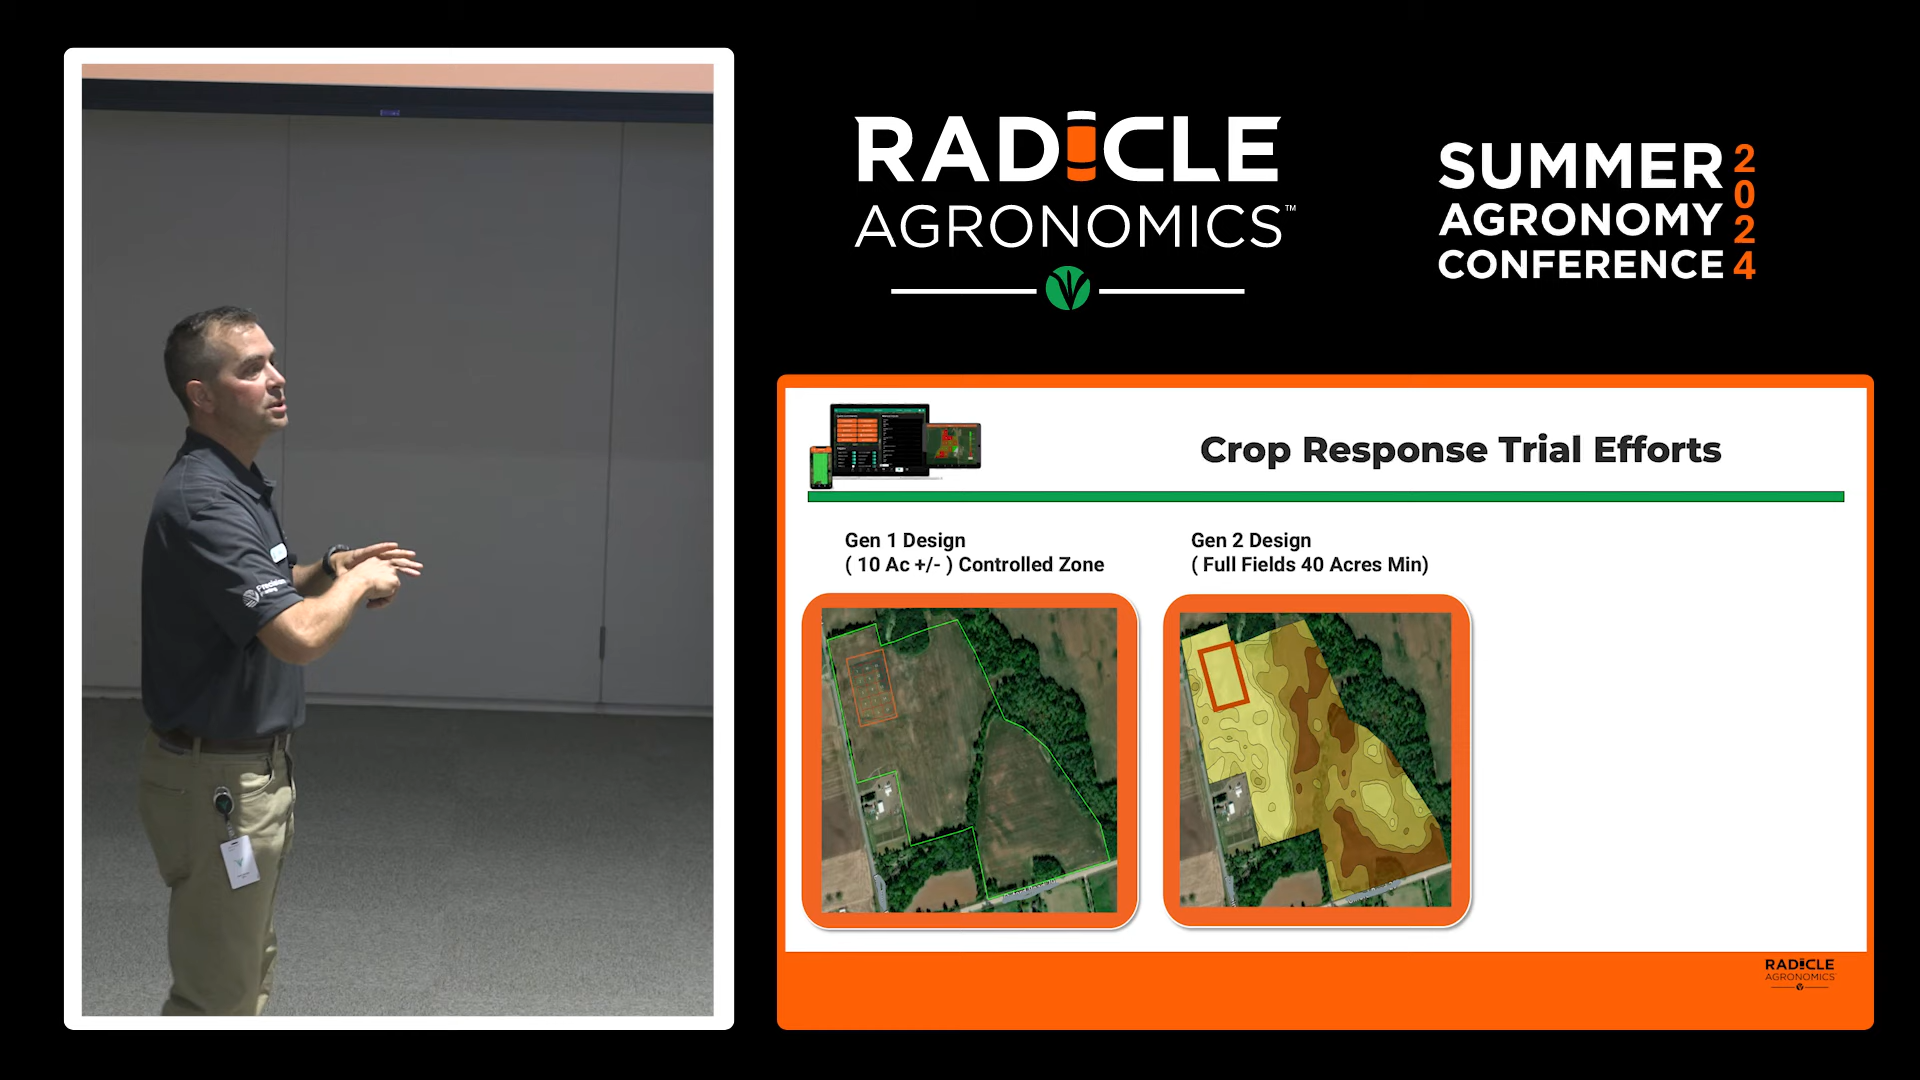 RADICLE
AGRONOMICS™
SUMMER
AGRONOMY
CONFERENCE
2024
Crop Response Trial Efforts
Gen 1 Design
( 10 Ac +/- ) Controlled Zone
Gen 2 Design
( Full Fields 40 Acres Min)
Precision
RADICLE
AGRONOMICS